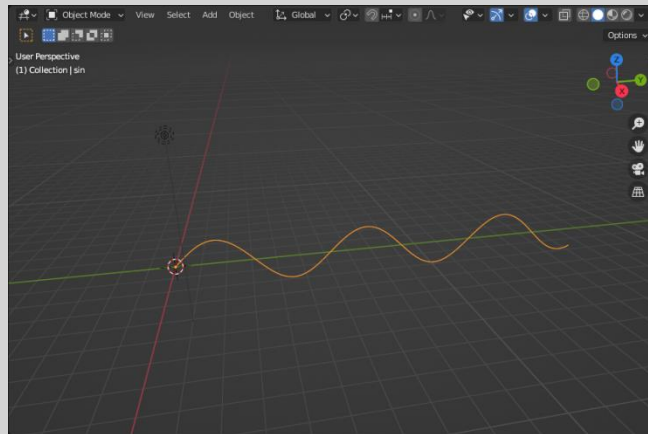 Object Mode View Select Add Object Global
Options
User Perspective
(1) Collection | sin
Z
Y
X